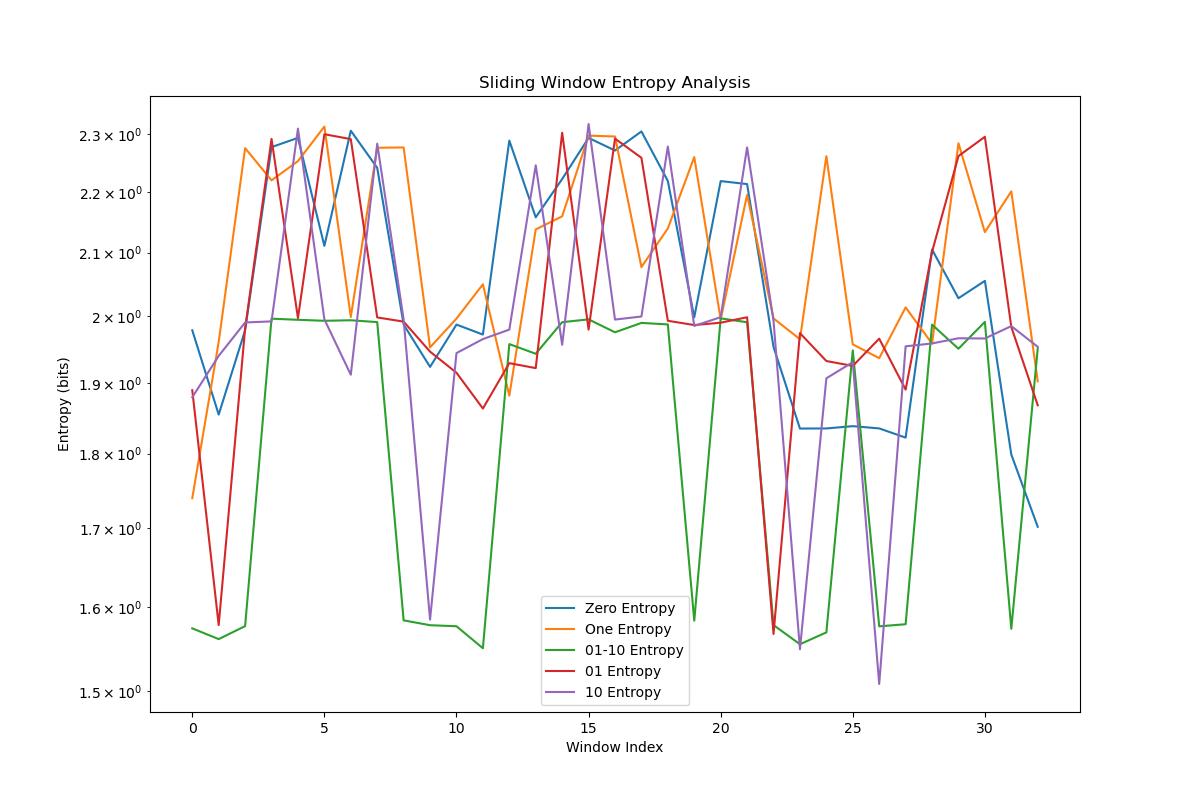 Sliding Window Entropy Analysis
2.3 × 10⁰
2.2 × 10⁰
2.1 × 10⁰
2 × 10⁰
1.9 × 10⁰
1.8 × 10⁰
1.7 × 10⁰
1.6 × 10⁰
1.5 × 10⁰
Entropy (bits)
Zero Entropy
One Entropy
01-10 Entropy
01 Entropy
10 Entropy
0 5 10 15 20 25 30
Window Index